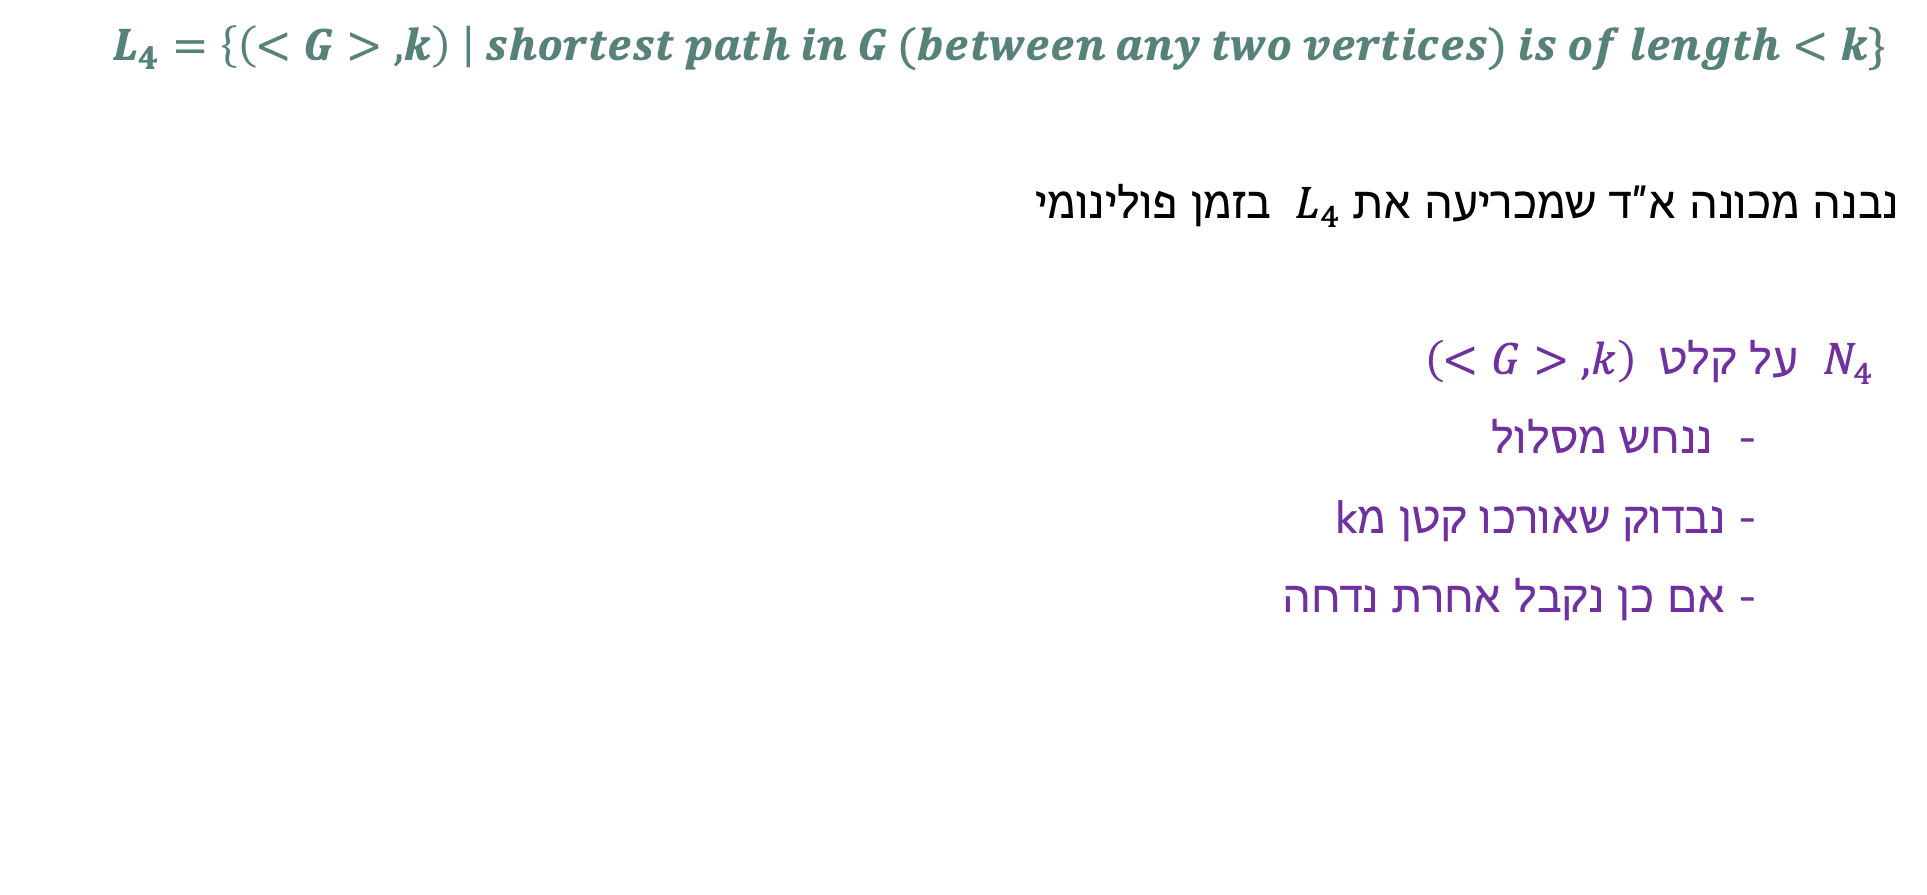 L₄ = {(< G > ,k) | shortest path in G (between any two vertices) is of length < k}
נבנה מכונה א"ד שמכריעה את L₄ בזמן פולינומי
N₄ על קלט (< G > ,k)
- ננחש מסלול
- נבדוק שאורכו קטן מk
- אם כן נקבל אחרת נדחה